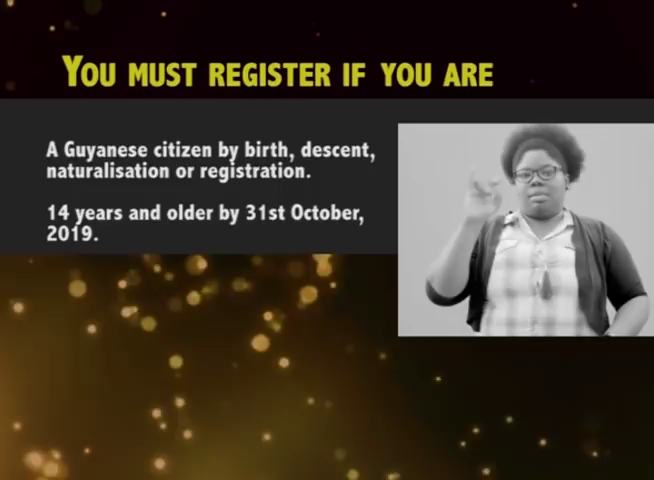 YOU MUST REGISTER IF YOU ARE
A Guyanese citizen by birth, descent,
naturalisation or registration.
14 years and older by 31st October,
2019.